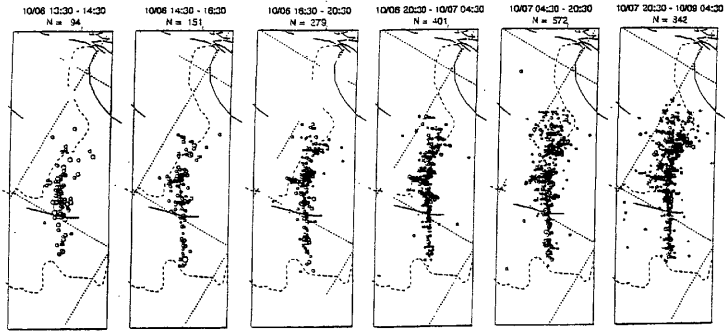 10/06 13:30 - 14:30
N = 94
10/06 14:30 - 16:30
N = 151
10/06 16:30 - 20:30
N = 279
10/06 20:30 - 10/07 04:30
N = 401
10/07 04:30 - 20:30
N = 572
10/07 20:30 - 10/09 04:30
N = 342